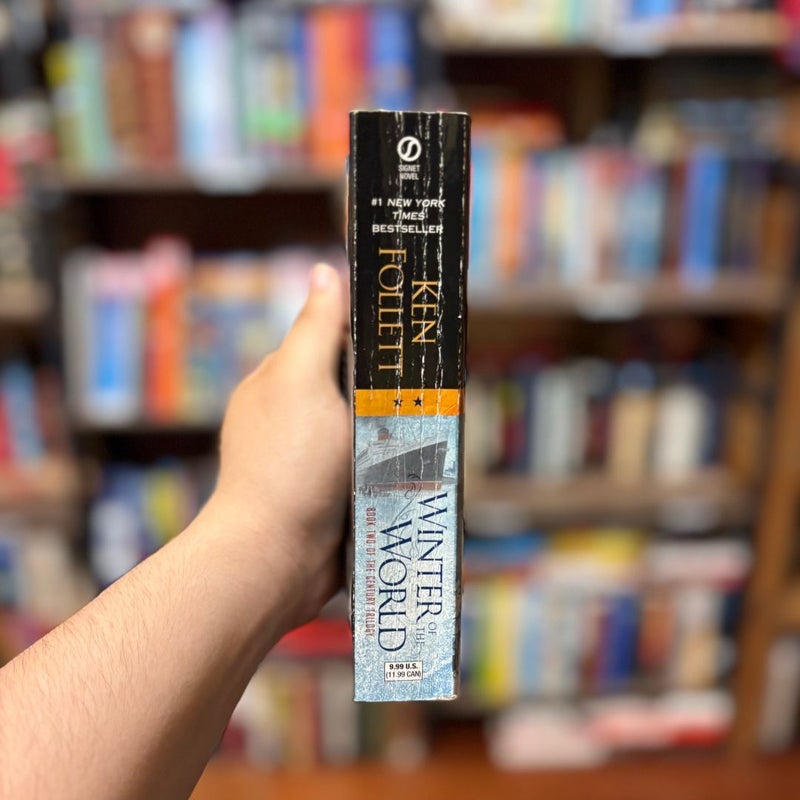 SIGNET
NOVEL
#1 NEW YORK
TIMES
BESTSELLER
KEN
FOLLETT
WINTER OF THE
WORLD
BOOK TWO OF THE CENTURY TRILOGY
9.99 U.S.
(11.99 CAN)